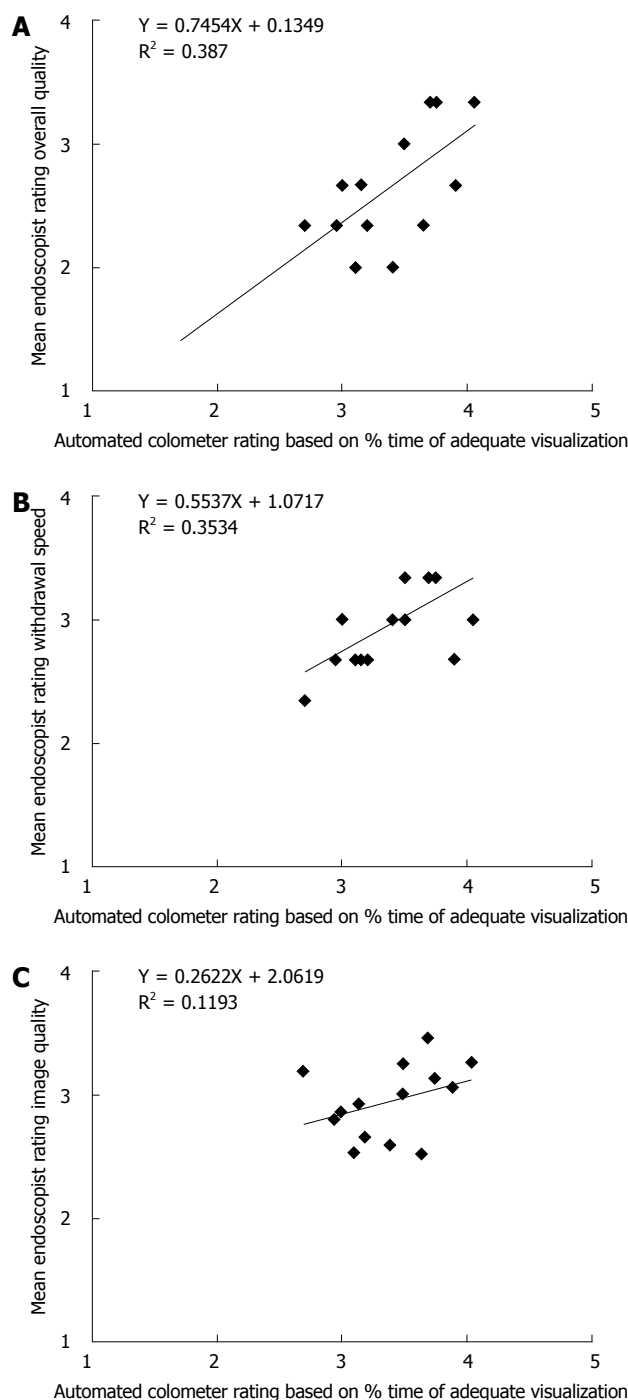 A
Y = 0.7454X + 0.1349
R² = 0.387
Mean endoscopist rating overall quality
4
3
2
1
1 2 3 4 5
Automated colometer rating based on % time of adequate visualization
B
Y = 0.5537X + 1.0717
R² = 0.3534
Mean endoscopist rating withdrawal speed
4
3
2
1
1 2 3 4 5
Automated colometer rating based on % time of adequate visualization
C
Y = 0.2622X + 2.0619
R² = 0.1193
Mean endoscopist rating image quality
4
3
2
1
1 2 3 4 5
Automated colometer rating based on % time of adequate visualization